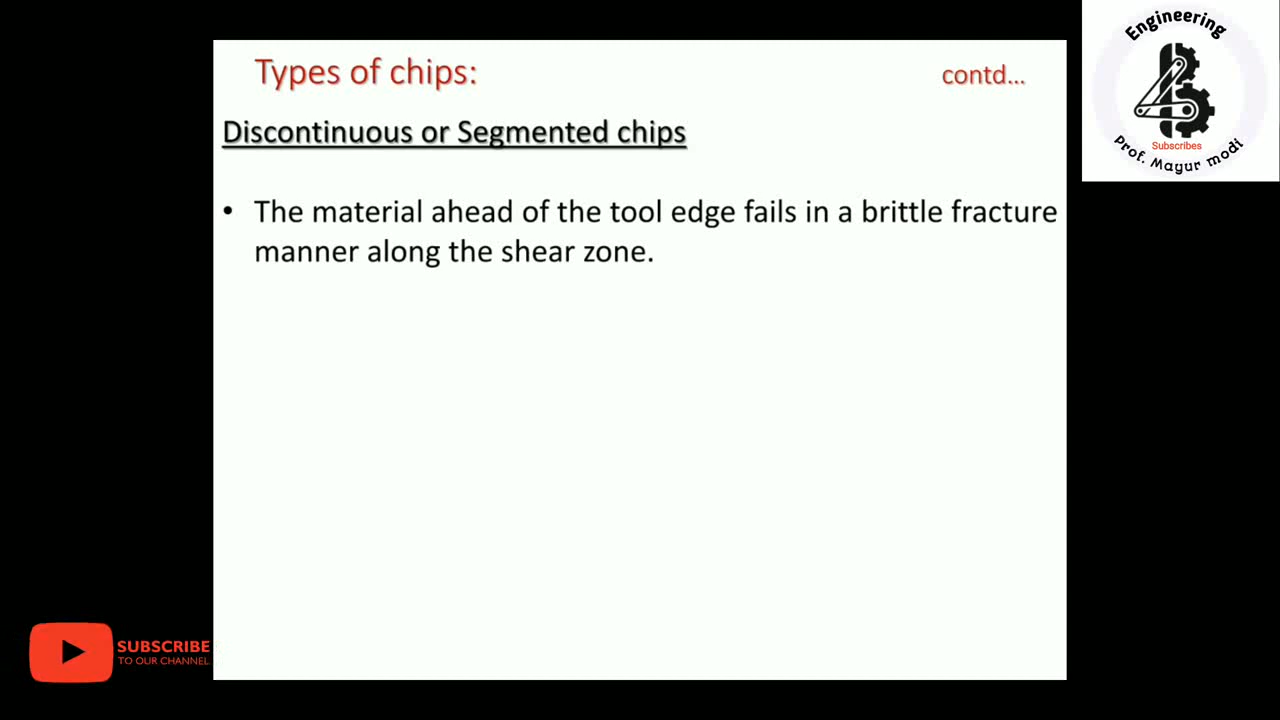 Types of chips:
contd...
Discontinuous or Segmented chips
• The material ahead of the tool edge fails in a brittle fracture
manner along the shear zone.
Engineering
Subscribes
Prof. Mayur modi
SUBSCRIBE
TO OUR CHANNEL